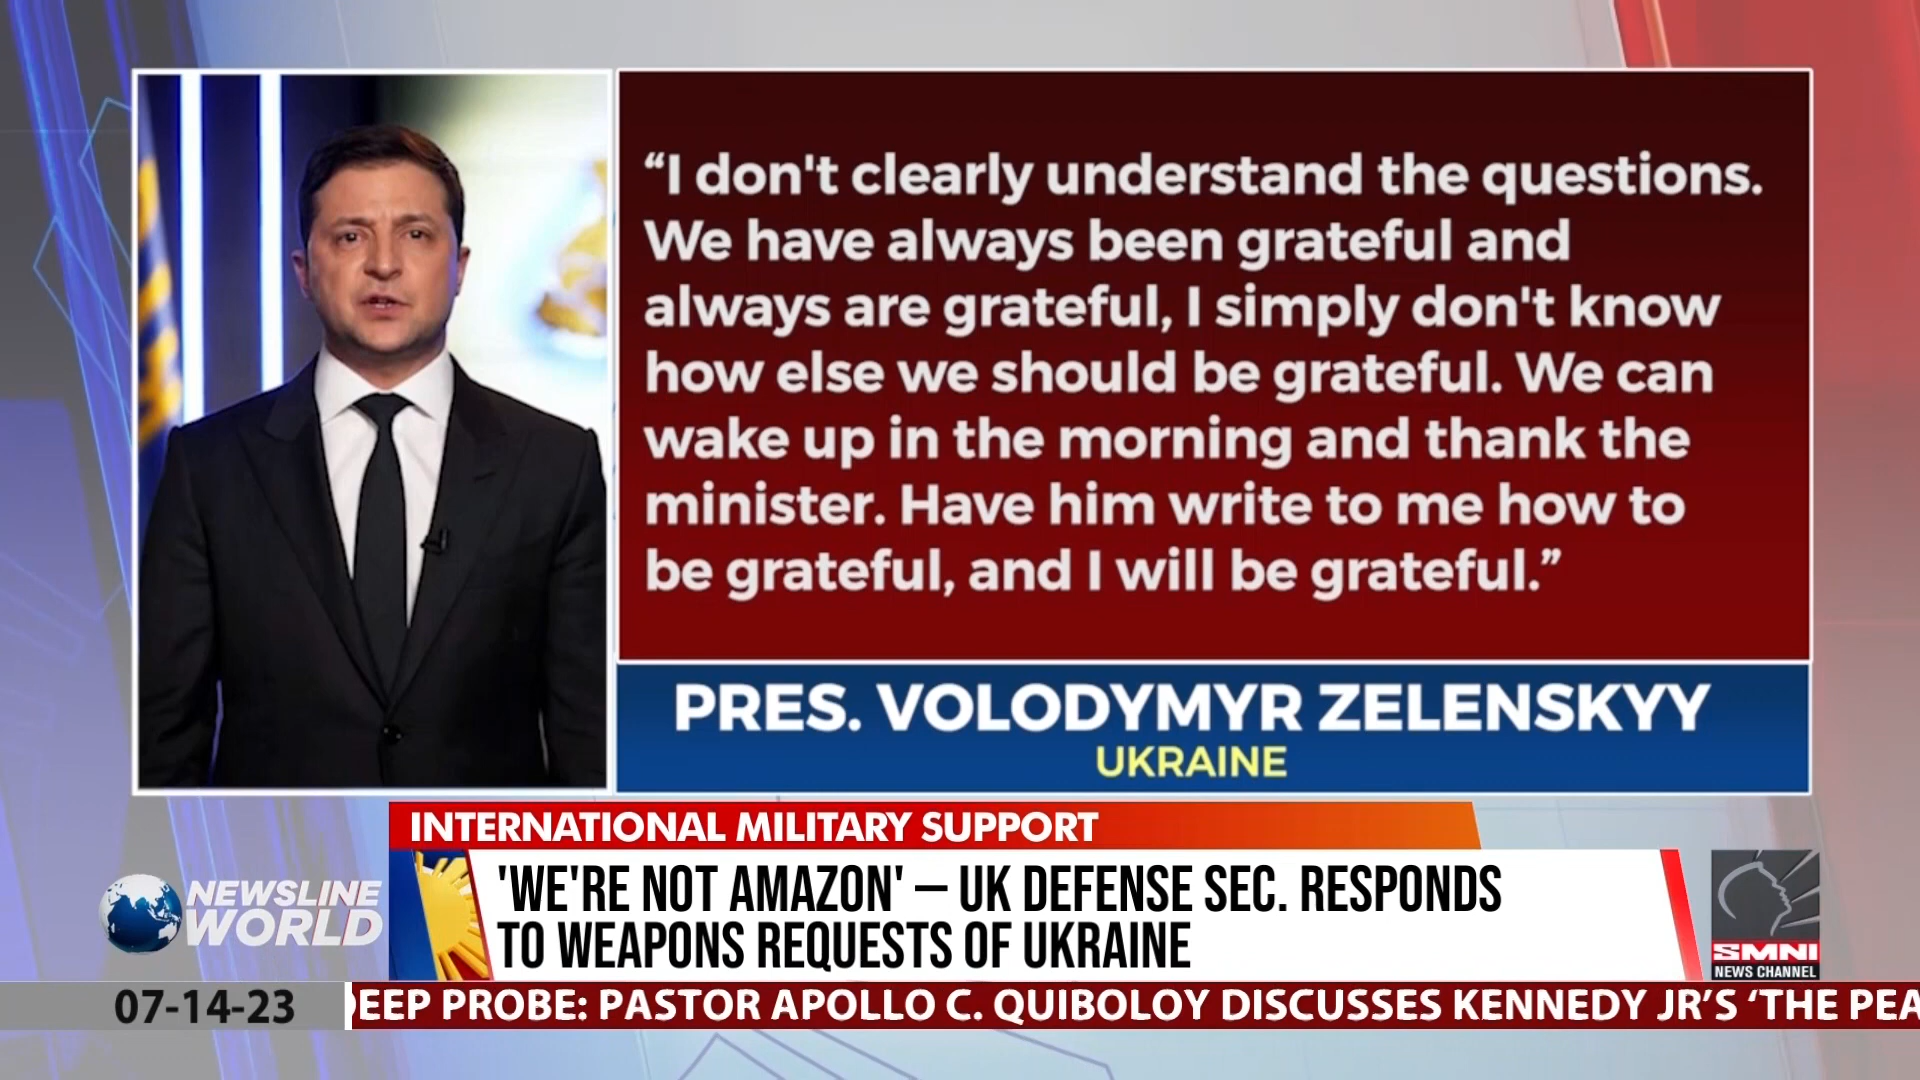 “I don't clearly understand the questions.
We have always been grateful and
always are grateful, I simply don't know
how else we should be grateful. We can
wake up in the morning and thank the
minister. Have him write to me how to
be grateful, and I will be grateful.”
PRES. VOLODYMYR ZELENSKYY
UKRAINE
INTERNATIONAL MILITARY SUPPORT
'WE'RE NOT AMAZON' – UK DEFENSE SEC. RESPONDS
TO WEAPONS REQUESTS OF UKRAINE
NEWSLINE
WORLD
SMNI
NEWS CHANNEL
07-14-23
DEEP PROBE: PASTOR APOLLO C. QUIBOLOY DISCUSSES KENNEDY JR’S ‘THE PEA